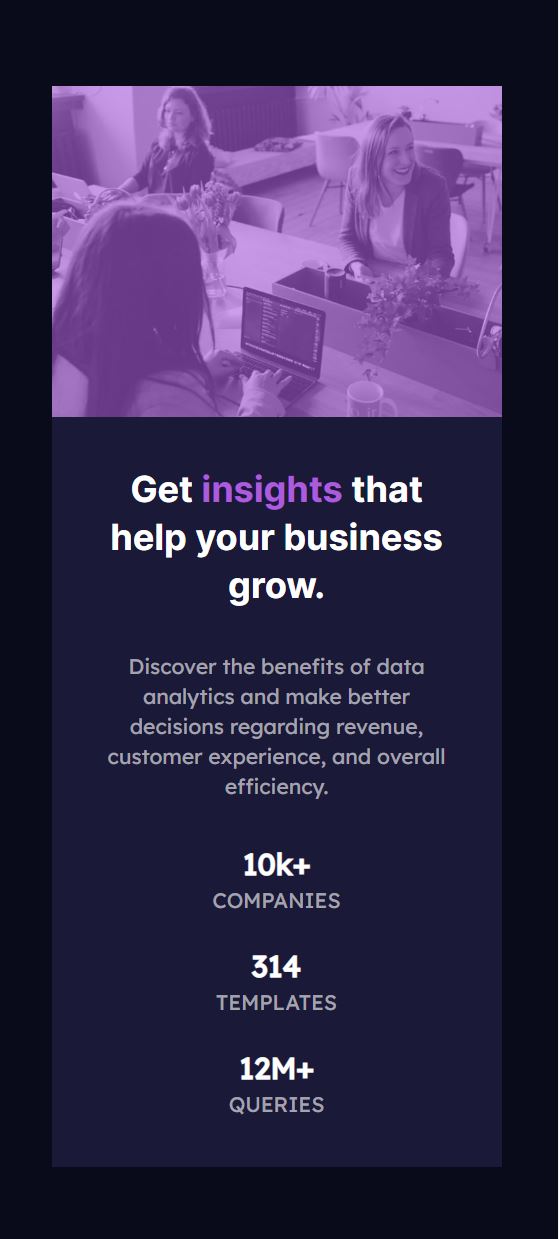 Get insights that
help your business
grow.
Discover the benefits of data
analytics and make better
decisions regarding revenue,
customer experience, and overall
efficiency.
10k+
COMPANIES
314
TEMPLATES
12M+
QUERIES